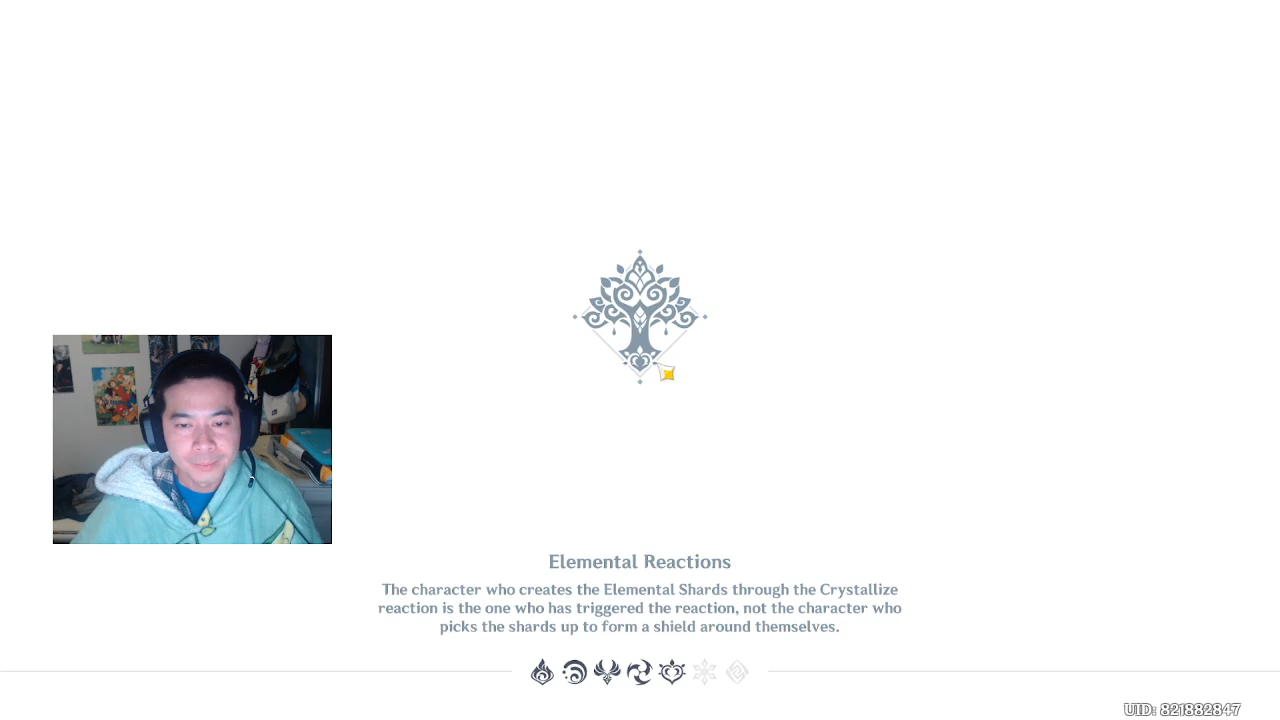 Elemental Reactions
The character who creates the Elemental Shards through the Crystallize
reaction is the one who has triggered the reaction, not the character who
picks the shards up to form a shield around themselves.
UID: 821882847